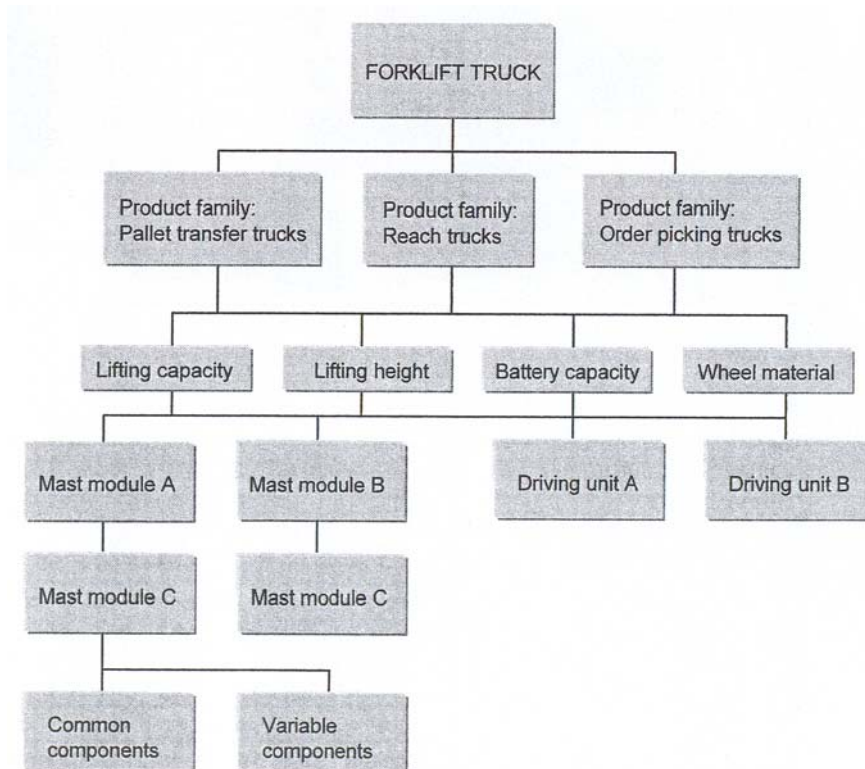 FORKLIFT TRUCK
Product family:
Pallet transfer trucks
Product family:
Reach trucks
Product family:
Order picking trucks
Lifting capacity
Lifting height
Battery capacity
Wheel material
Mast module A
Mast module B
Driving unit A
Driving unit B
Mast module C
Mast module C
Common
components
Variable
components